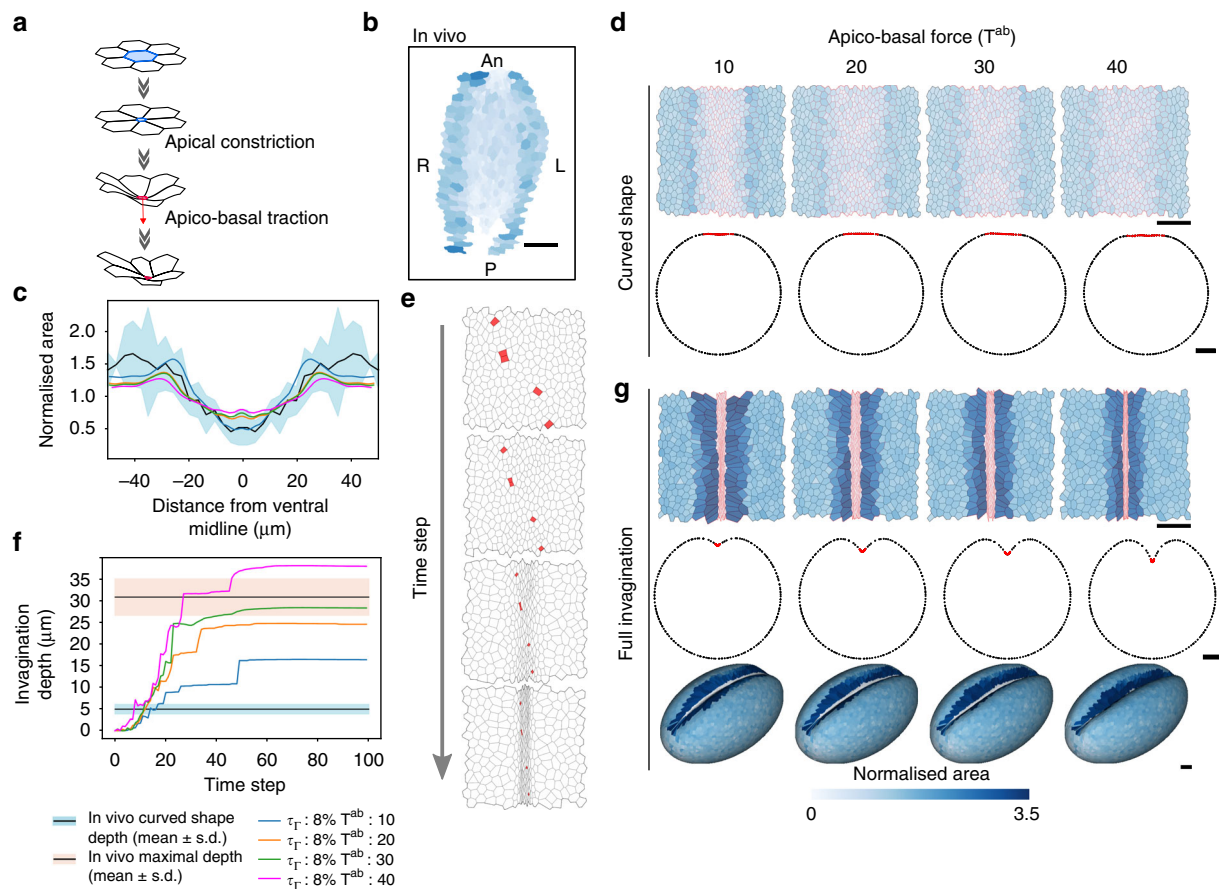 a
Apical constriction
Apico-basal traction
b
In vivo
An
R
L
P
c
Normalised area
2.0
1.5
1.0
0.5
−40
−20
0
20
40
Distance from ventral
midline (μm)
d
Apico-basal force (T^ab)
10
20
30
40
Curved shape
e
Time step
f
Invagination
depth (μm)
35
30
25
20
15
10
5
0
0
20
40
60
80
100
Time step
In vivo curved shape
depth (mean ± s.d.)
In vivo maximal depth
(mean ± s.d.)
τ_Γ : 8% T^ab : 10
τ_Γ : 8% T^ab : 20
τ_Γ : 8% T^ab : 30
τ_Γ : 8% T^ab : 40
g
Full invagination
Normalised area
0
3.5